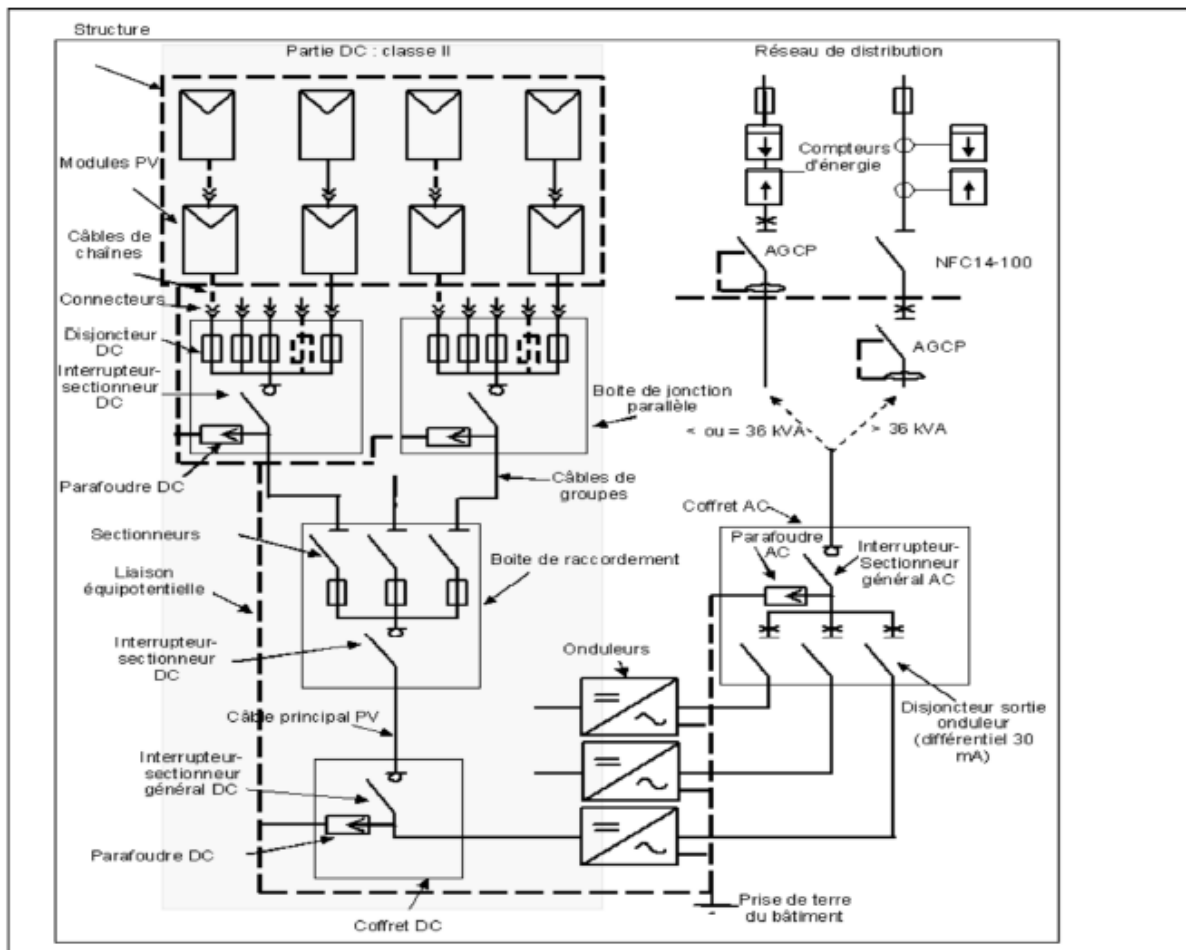 Structure
Partie DC : classe II
Réseau de distribution
Modules PV
Compteurs
d'énergie
Câbles de
chaînes
AGCP
NFC14-100
Connecteurs
Disjoncteur
DC
AGCP
Interrupteur-
sectionneur
DC
Boite de jonction
parallèle
< ou = 36 kVA
> 36 kVA
Parafoudre DC
Câbles de
groupes
Coffret AC
Sectionneurs
Parafoudre
AC
Interrupteur-
Sectionneur
général AC
Boite de raccordement
Liaison
équipotentielle
Interrupteur-
sectionneur
DC
Onduleurs
Câble principal PV
Disjoncteur sortie
onduleur
(différentiel 30
mA)
Interrupteur-
sectionneur
général DC
Parafoudre DC
Prise de terre
du bâtiment
Coffret DC